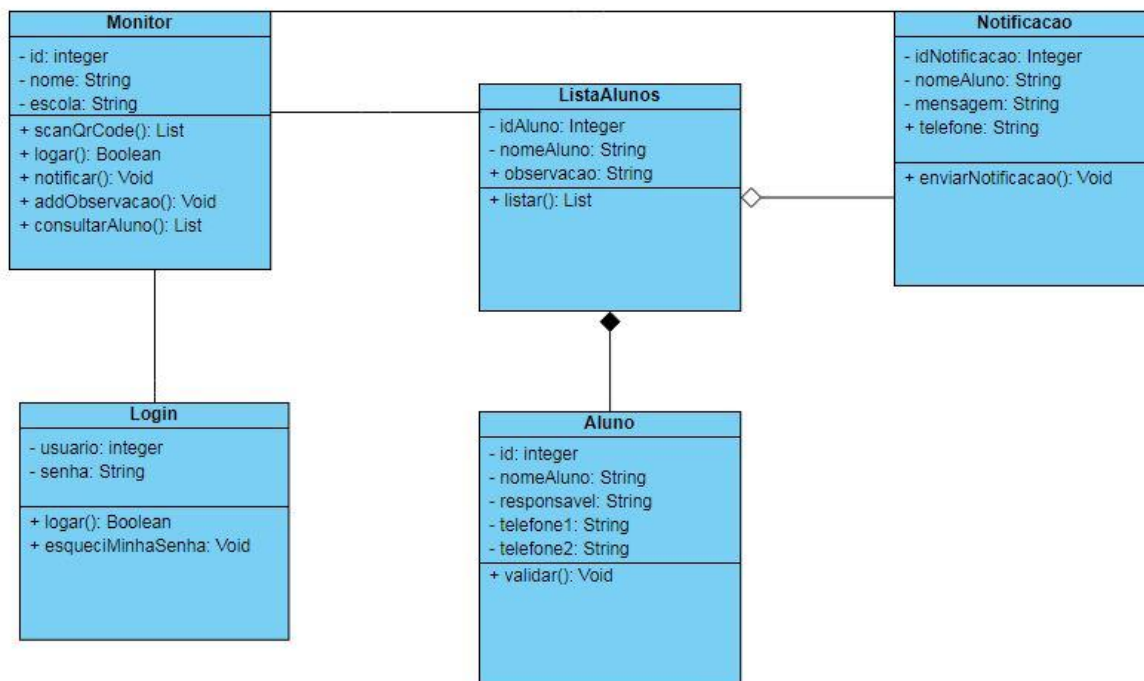 Monitor
- id: integer
- nome: String
- escola: String
+ scanQrCode(): List
+ logar(): Boolean
+ notificar(): Void
+ addObservacao(): Void
+ consultarAluno(): List
ListaAlunos
- idAluno: Integer
- nomeAluno: String
+ observacao: String
+ listar(): List
Notificacao
- idNotificacao: Integer
- nomeAluno: String
- mensagem: String
+ telefone: String
+ enviarNotificacao(): Void
Login
- usuario: integer
- senha: String
+ logar(): Boolean
+ esqueciMinhaSenha: Void
Aluno
- id: integer
- nomeAluno: String
- responsavel: String
- telefone1: String
- telefone2: String
+ validar(): Void